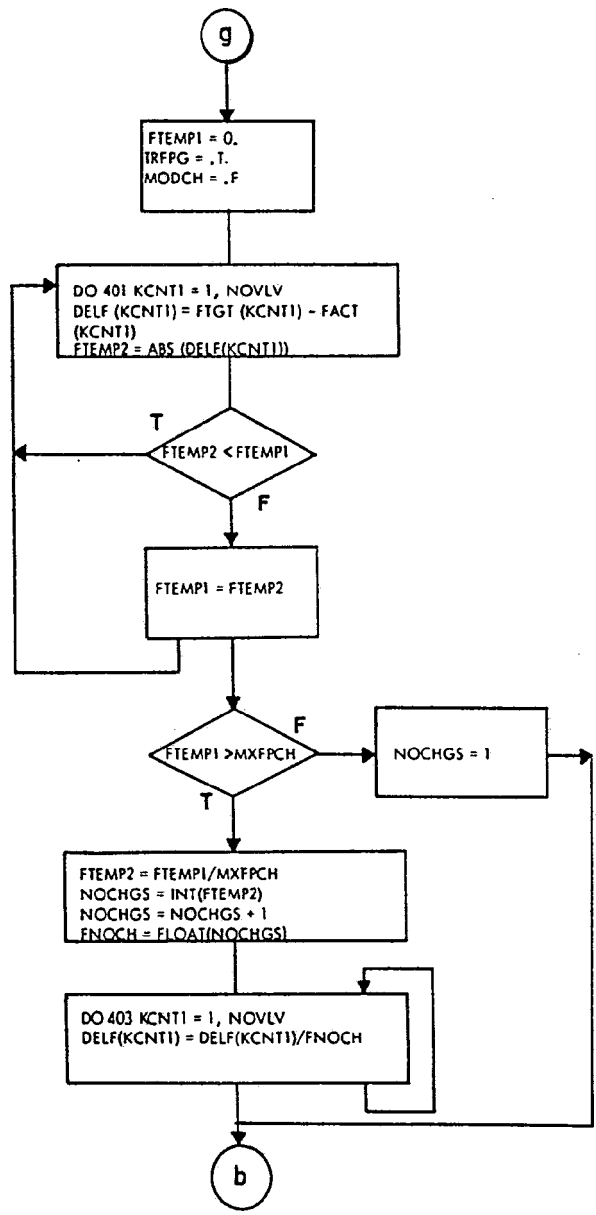 g
FTEMP1 = 0.
TRFPG = .T.
MODCH = .F
DO 401 KCNT1 = 1, NOVLV
DELF (KCNT1) = FTGT (KCNT1) - FACT
(KCNT1)
FTEMP2 = ABS (DELF(KCNT1))
T
FTEMP2 < FTEMP1
F
FTEMP1 = FTEMP2
F
FTEMP1 >MXFPCH
NOCHGS = 1
T
FTEMP2 = FTEMP1/MXFPCH
NOCHGS = INT(FTEMP2)
NOCHGS = NOCHGS + 1
FNOCH = FLOAT(NOCHGS)
DO 403 KCNT1 = 1, NOVLV
DELF(KCNT1) = DELF(KCNT1)/FNOCH
b